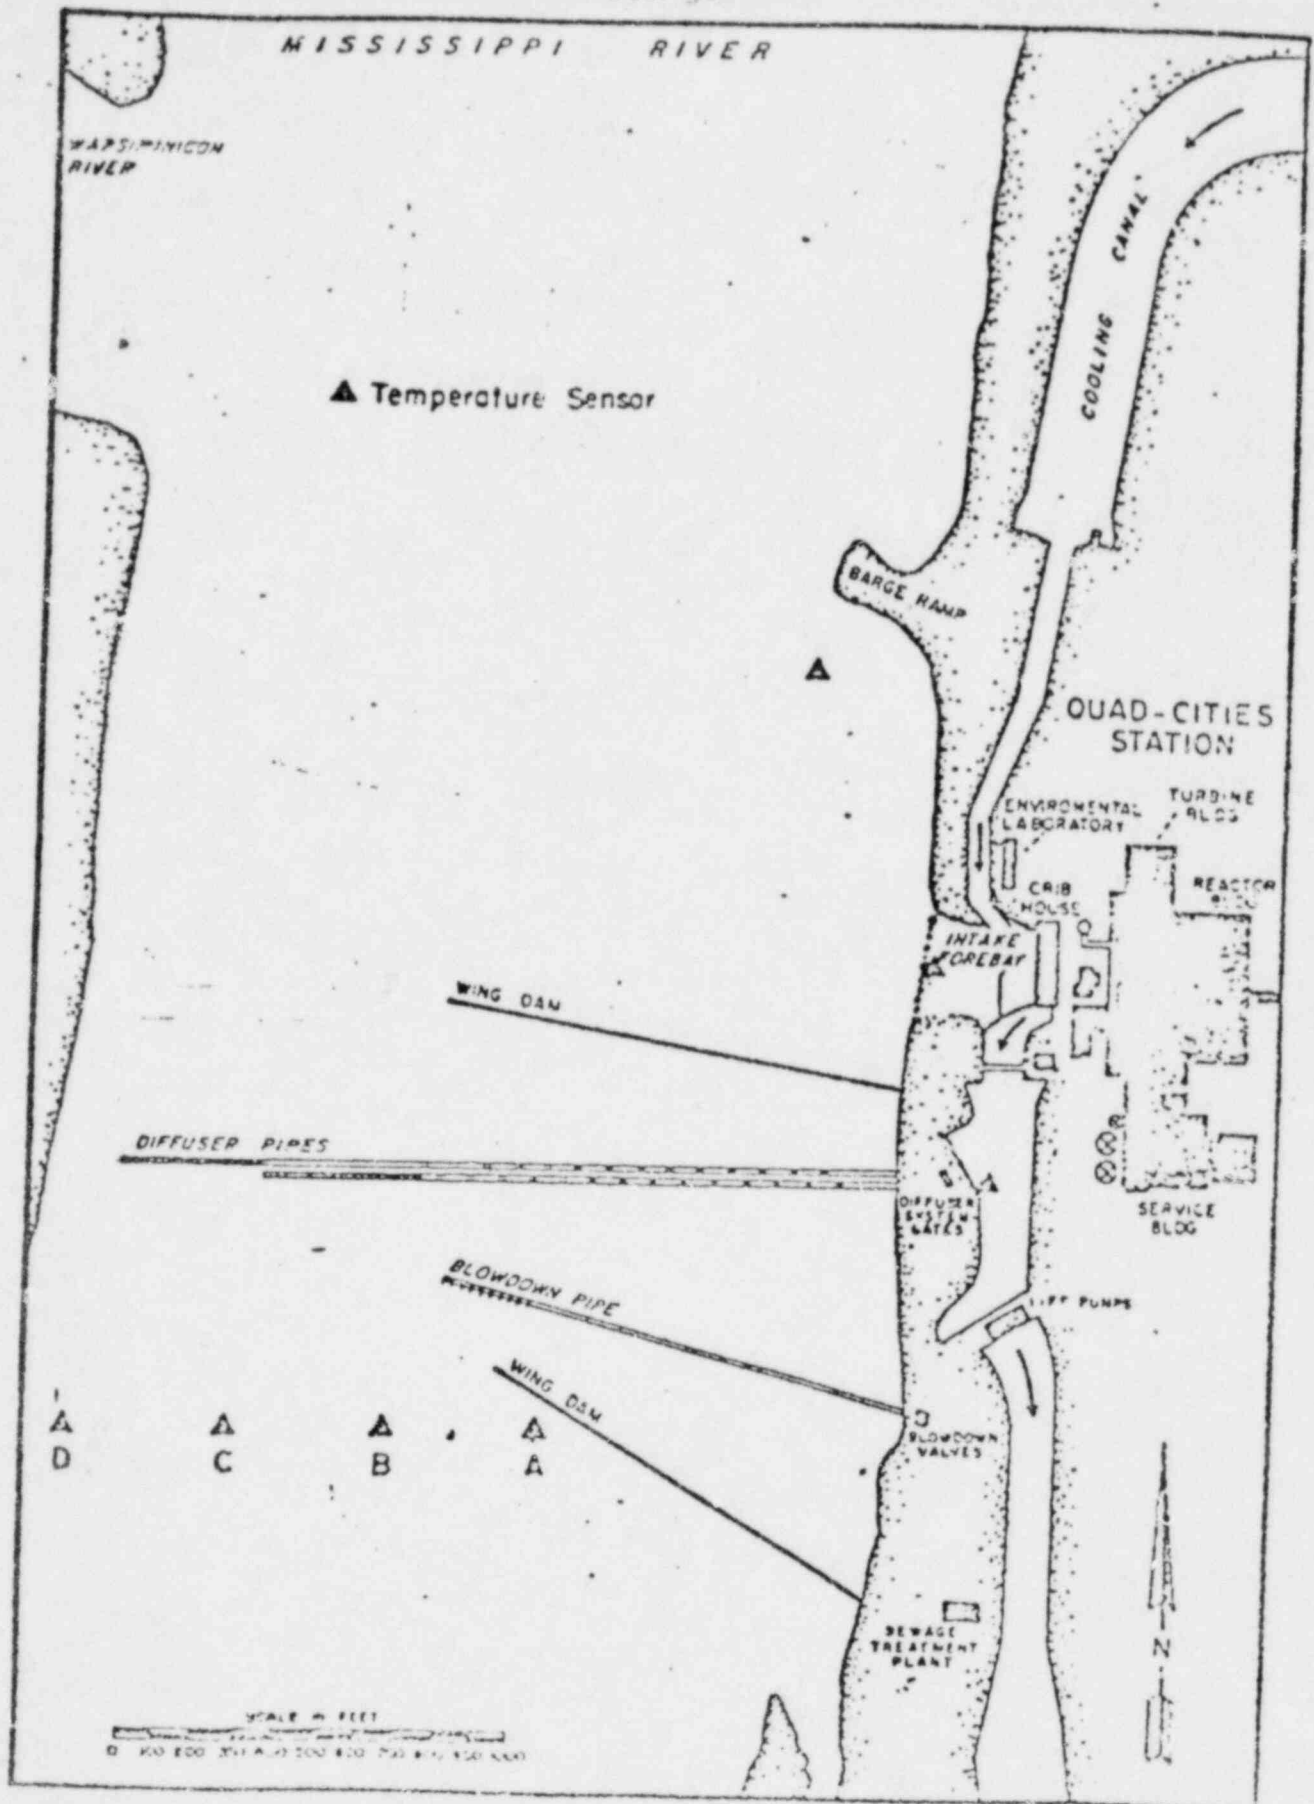 MISSISSIPPI RIVER
WAPSIPINICON
RIVER
COOLING CANAL
Temperature Sensor
BARGE RAMP
QUAD-CITIES
STATION
ENVIROMENTAL
LABORATORY
TURBINE
BLDG
CRIB
HOUSE
REACTOR
INTAKE
FOREBAY
WING DAM
DIFFUSER PIPES
DIFFUSER
SYSTEM
GATES
SERVICE
BLDG
BLOWDOWN PIPE
LIFT PUMPS
WING DAM
D C B A
BLOWDOWN
VALVES
SEWAGE
TREATMENT
PLANT
N
SCALE IN FEET
0